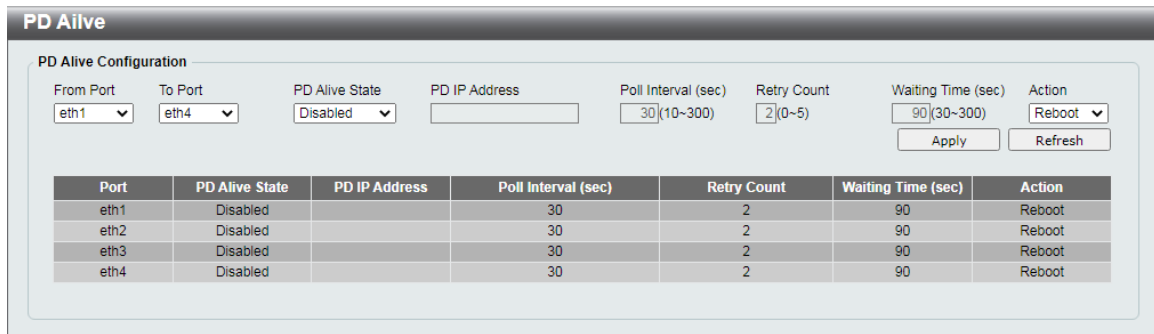 PD Ailve
PD Alive Configuration
From Port To Port PD Alive State PD IP Address Poll Interval (sec) Retry Count Waiting Time (sec) Action
eth1 eth4 Disabled 30 (10~300) 2 (0~5) 90 (30~300) Reboot
Apply Refresh
Port PD Alive State PD IP Address Poll Interval (sec) Retry Count Waiting Time (sec) Action
eth1 Disabled 30 2 90 Reboot
eth2 Disabled 30 2 90 Reboot
eth3 Disabled 30 2 90 Reboot
eth4 Disabled 30 2 90 Reboot